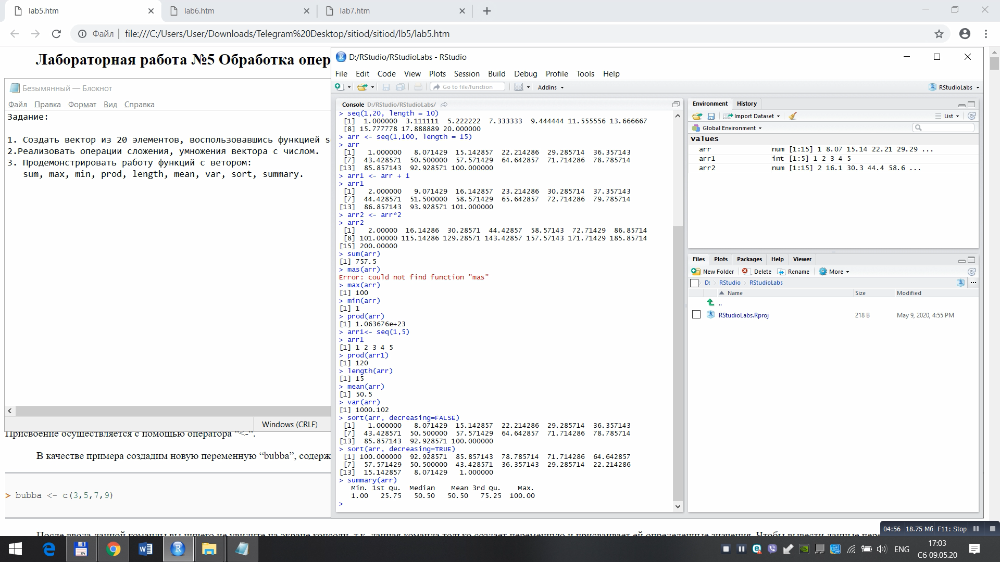 lab5.htm
lab6.htm
lab7.htm
Файл
file:///C:/Users/User/Downloads/Telegram%20Desktop/sitiod/sitiod/lb5/lab5.htm
Лабораторная работа №5 Обработка опер
Безымянный — Блокнот
Файл Правка Формат Вид Справка
Задание:
1. Создать вектор из 20 элементов, воспользовавшись функцией s
2.Реализовать операции сложения, умножения вектора с числом.
3. Продемонстрировать работу функций с ветором:
sum, max, min, prod, length, mean, var, sort, summary.
Windows (CRLF)
Присвоение осуществляется с помощью оператора “<-“.
В качестве примера создадим новую переменную “bubba”, содерж
> bubba <- c(3,5,7,9)
После ввода данной команды вы ничего не увидите на экране консоли, т.к. данная команда только создает переменную и присваивает ей определенные значения. Чтобы вывести данные пере
D:/RStudio/RStudioLabs - RStudio
File Edit Code View Plots Session Build Debug Profile Tools Help
Go to file/function
Addins
RStudioLabs
Console D:/RStudio/RStudioLabs/
> seq(1,20, length = 10)
[1] 1.000000 3.111111 5.222222 7.333333 9.444444 11.555556 13.666667
[8] 15.777778 17.888889 20.000000
> arr <- seq(1,100, length = 15)
> arr
[1] 1.000000 8.071429 15.142857 22.214286 29.285714 36.357143
[7] 43.428571 50.500000 57.571429 64.642857 71.714286 78.785714
[13] 85.857143 92.928571 100.000000
> arr1 <- arr + 1
> arr1
[1] 2.000000 9.071429 16.142857 23.214286 30.285714 37.357143
[7] 44.428571 51.500000 58.571429 65.642857 72.714286 79.785714
[13] 86.857143 93.928571 101.000000
> arr2 <- arr*2
> arr2
[1] 2.00000 16.14286 30.28571 44.42857 58.57143 72.71429 86.85714
[8] 101.00000 115.14286 129.28571 143.42857 157.57143 171.71429 185.85714
[15] 200.00000
> sum(arr)
[1] 757.5
> mas(arr)
Error: could not find function "mas"
> max(arr)
[1] 100
> min(arr)
[1] 1
> prod(arr)
[1] 1.063676e+23
> arr1<- seq(1,5)
> arr1
[1] 1 2 3 4 5
> prod(arr1)
[1] 120
> length(arr)
[1] 15
> mean(arr)
[1] 50.5
> var(arr)
[1] 1000.102
> sort(arr, decreasing=FALSE)
[1] 1.000000 8.071429 15.142857 22.214286 29.285714 36.357143
[7] 43.428571 50.500000 57.571429 64.642857 71.714286 78.785714
[13] 85.857143 92.928571 100.000000
> sort(arr, decreasing=TRUE)
[1] 100.000000 92.928571 85.857143 78.785714 71.714286 64.642857
[7] 57.571429 50.500000 43.428571 36.357143 29.285714 22.214286
[13] 15.142857 8.071429 1.000000
> summary(arr)
Min. 1st Qu. Median Mean 3rd Qu. Max.
1.00 25.75 50.50 50.50 75.25 100.00
>
Environment History
Import Dataset
List
Global Environment
Values
arr num [1:15] 1 8.07 15.14 22.21 29.29 ...
arr1 int [1:5] 1 2 3 4 5
arr2 num [1:15] 2 16.1 30.3 44.4 58.6 ...
Files Plots Packages Help Viewer
New Folder Delete Rename More
D: RStudio RStudioLabs
Name Size Modified
..
RStudioLabs.Rproj 218 B May 9, 2020, 4:55 PM
04:56 18.75 Мб F11: Stop
ENG
17:03
Сб 09.05.20